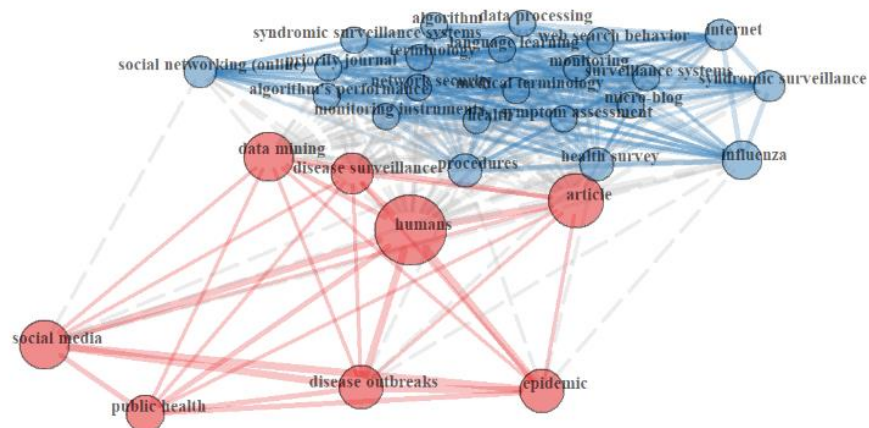 algorithm
data processing
syndromic surveillance systems
web search behavior
internet
terminology
language learning
social networking (online)
priority journal
monitoring
surveillance systems
syndromic surveillance
algorithm's performance
network security
medical terminology
micro-blog
monitoring instruments
health
symptom assessment
data mining
disease surveillance
procedures
health survey
influenza
humans
article
social media
disease outbreaks
epidemic
public health